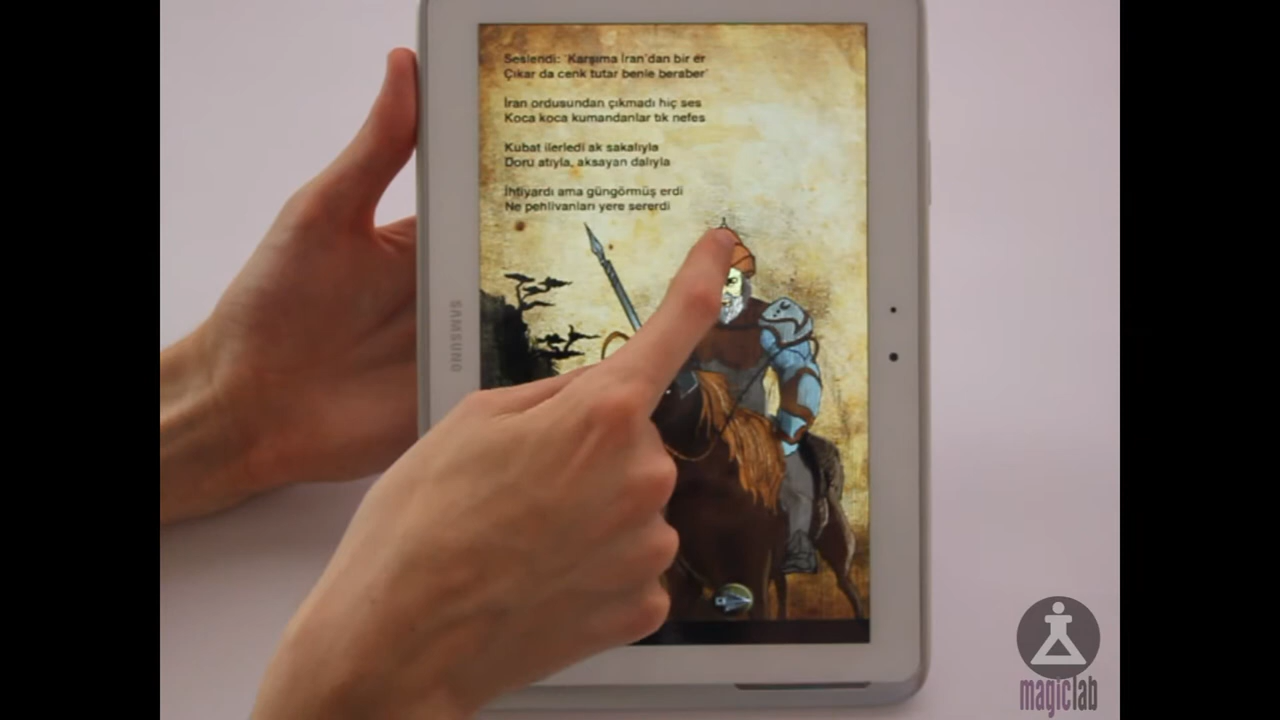 Seslendi: 'Karşıma İran'dan bir er
Çıkar da cenk tutar benle beraber'
İran ordusundan çıkmadı hiç ses
Koca koca kumandanlar tık nefes
Kubat ilerledi ak sakalıyla
Doru atıyla, aksayan dalıyla
İhtiyardı ama güngörmüş erdi
Ne pehlivanları yere sererdi
SAMSUNG
magiclab